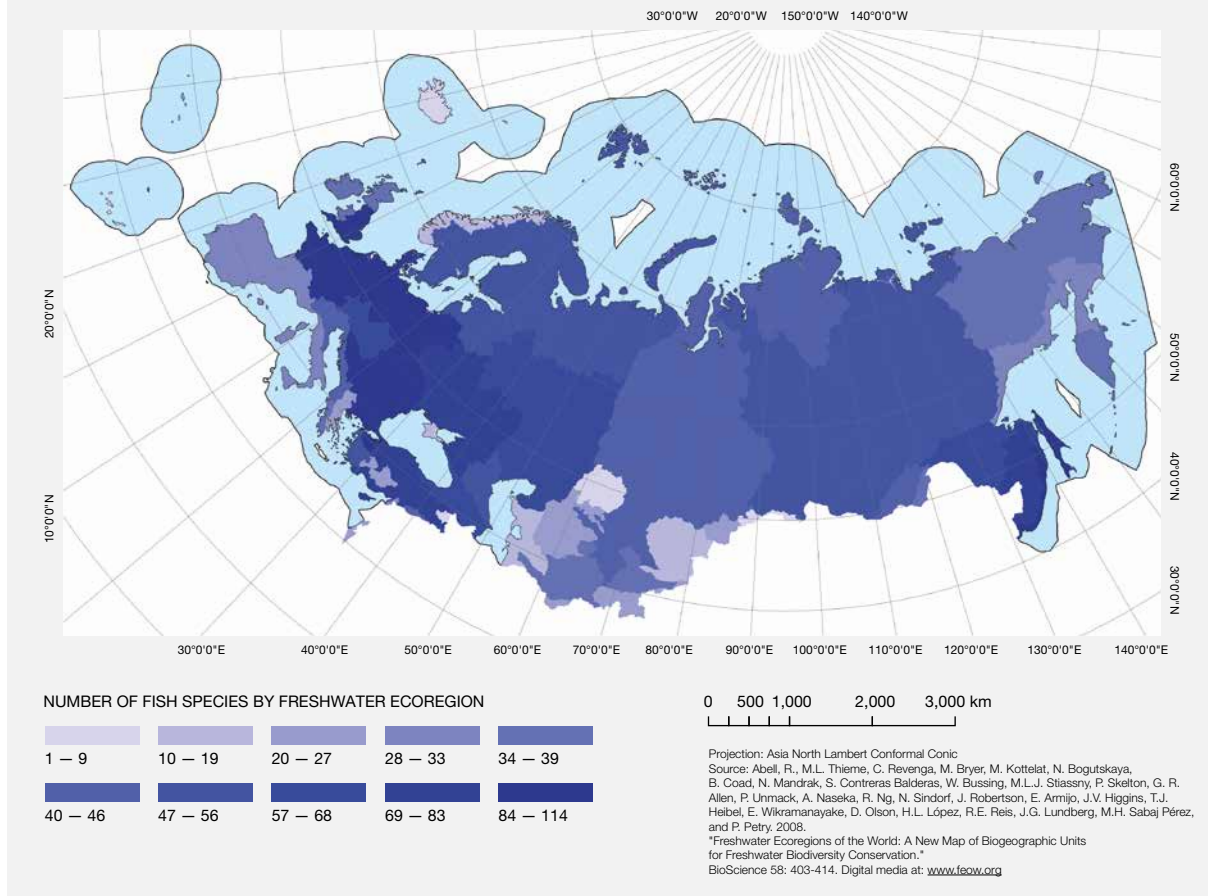 30°0'0"W 20°0'0"W 150°0'0"W 140°0'0"W
60°0'0"N
20°0'0"N
50°0'0"N
40°0'0"N
10°0'0"N
30°0'0"N
30°0'0"E 40°0'0"E 50°0'0"E 60°0'0"E 70°0'0"E 80°0'0"E 90°0'0"E 100°0'0"E 110°0'0"E 120°0'0"E 130°0'0"E 140°0'0"E
NUMBER OF FISH SPECIES BY FRESHWATER ECOREGION
1 — 9 10 — 19 20 — 27 28 — 33 34 — 39
40 — 46 47 — 56 57 — 68 69 — 83 84 — 114
0 500 1,000 2,000 3,000 km
Projection: Asia North Lambert Conformal Conic
Source: Abell, R., M.L. Thieme, C. Revenga, M. Bryer, M. Kottelat, N. Bogutskaya,
B. Coad, N. Mandrak, S. Contreras Balderas, W. Bussing, M.L.J. Stiassny, P. Skelton, G. R.
Allen, P. Unmack, A. Naseka, R. Ng, N. Sindorf, J. Robertson, E. Armijo, J.V. Higgins, T.J.
Heibel, E. Wikramanayake, D. Olson, H.L. López, R.E. Reis, J.G. Lundberg, M.H. Sabaj Pérez,
and P. Petry. 2008.
"Freshwater Ecoregions of the World: A New Map of Biogeographic Units
for Freshwater Biodiversity Conservation."
BioScience 58: 403-414. Digital media at: www.feow.org